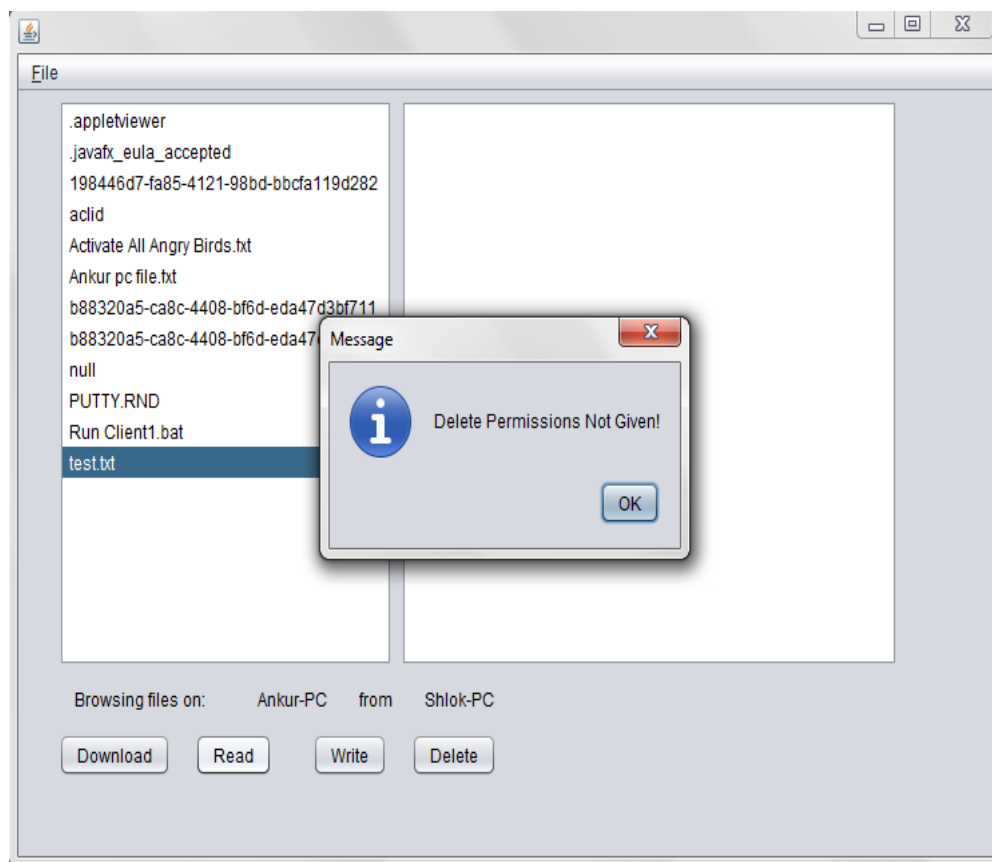 File
.appletviewer
.javafx_eula_accepted
198446d7-fa85-4121-98bd-bbcfa119d282
aclid
Activate All Angry Birds.txt
Ankur pc file.txt
b88320a5-ca8c-4408-bf6d-eda47d3bf711
b88320a5-ca8c-4408-bf6d-eda47
null
PUTTY.RND
Run Client1.bat
test.txt
Message
Delete Permissions Not Given!
OK
Browsing files on: Ankur-PC from Shlok-PC
Download Read Write Delete